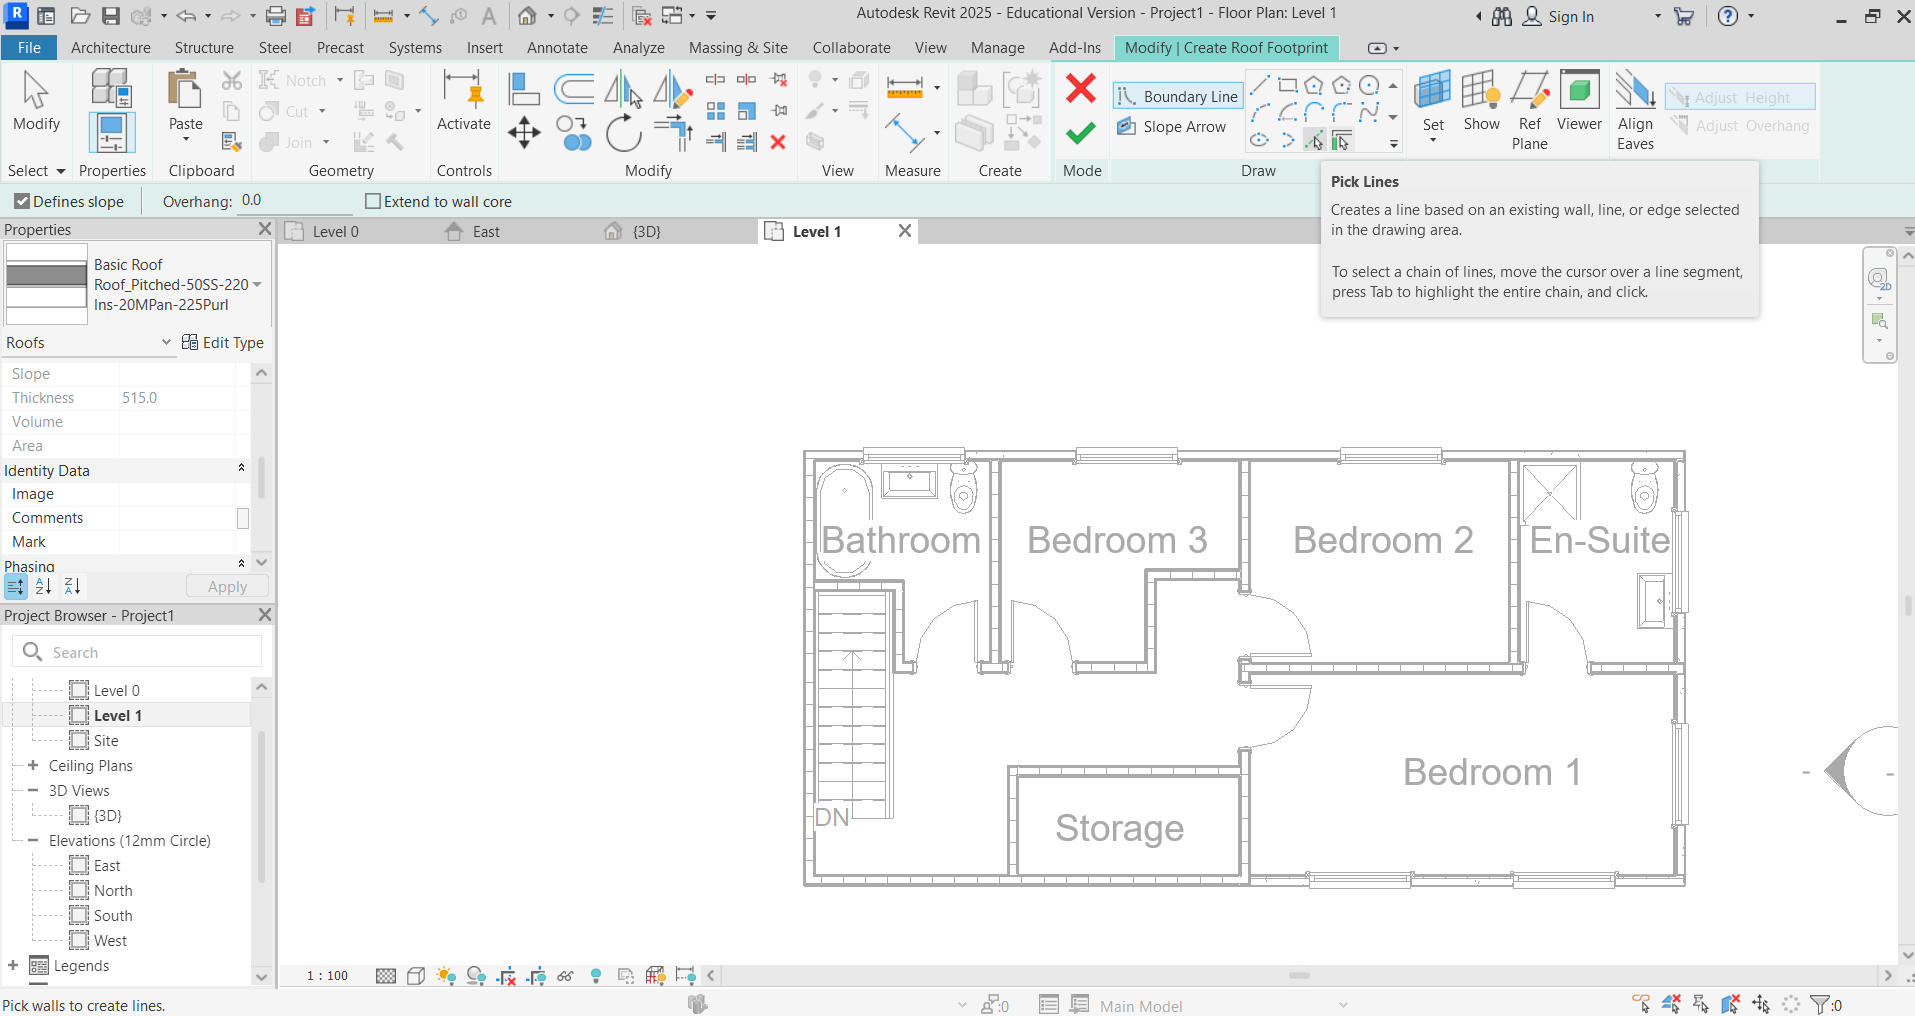 Autodesk Revit 2025 - Educational Version - Project1 - Floor Plan: Level 1
Sign In
File
Architecture
Structure
Steel
Precast
Systems
Insert
Annotate
Analyze
Massing & Site
Collaborate
View
Manage
Add-Ins
Modify | Create Roof Footprint
Modify
Select
Properties
Paste
Clipboard
Notch
Cut
Join
Geometry
Activate
Controls
Modify
View
Measure
Create
Mode
Boundary Line
Slope Arrow
Draw
Set
Show
Ref
Plane
Viewer
Align
Eaves
Adjust Height
Adjust Overhang
Defines slope
Overhang: 0.0
Extend to wall core
Pick Lines
Creates a line based on an existing wall, line, or edge selected
in the drawing area.
To select a chain of lines, move the cursor over a line segment,
press Tab to highlight the entire chain, and click.
Properties
Level 0
East
{3D}
Level 1
Basic Roof
Roof_Pitched-50SS-220
Ins-20MPan-225Purl
Roofs
Edit Type
Slope
Thickness 515.0
Volume
Area
Identity Data
Image
Comments
Mark
Phasing
Apply
Project Browser - Project1
Search
Level 0
Level 1
Site
Ceiling Plans
3D Views
{3D}
Elevations (12mm Circle)
East
North
South
West
Legends
2D
Bathroom
Bedroom 3
Bedroom 2
En-Suite
DN
Storage
Bedroom 1
1 : 100
Pick walls to create lines.
:0
Main Model
:0